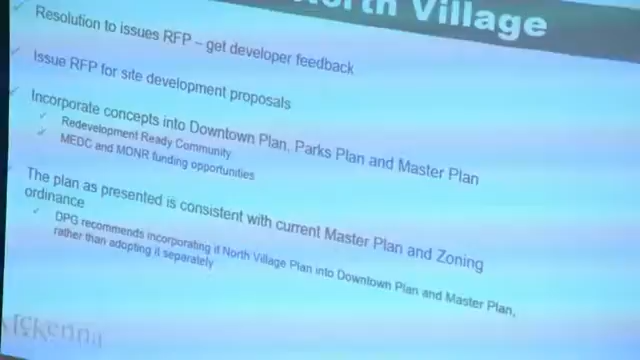 North Village
Resolution to issues RFP – get developer feedback
Issue RFP for site development proposals
Incorporate concepts into Downtown Plan, Parks Plan and Master Plan
Redevelopment Ready Community
MEDC and MDNR funding opportunities
The plan as presented is consistent with current Master Plan and Zoning
ordinance
DPG recommends incorporating it North Village Plan into Downtown Plan and Master Plan,
rather than adopting it separately
McKenna